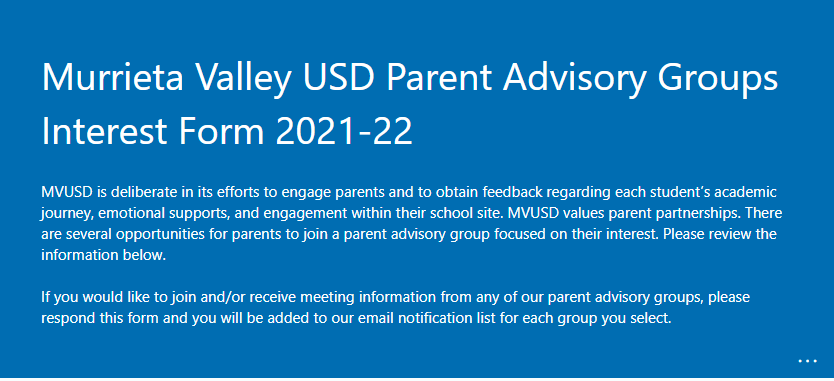 Murrieta Valley USD Parent Advisory Groups
Interest Form 2021-22
MVUSD is deliberate in its efforts to engage parents and to obtain feedback regarding each student's academic
journey, emotional supports, and engagement within their school site. MVUSD values parent partnerships. There
are several opportunities for parents to join a parent advisory group focused on their interest. Please review the
information below.
If you would like to join and/or receive meeting information from any of our parent advisory groups, please
respond this form and you will be added to our email notification list for each group you select.
...